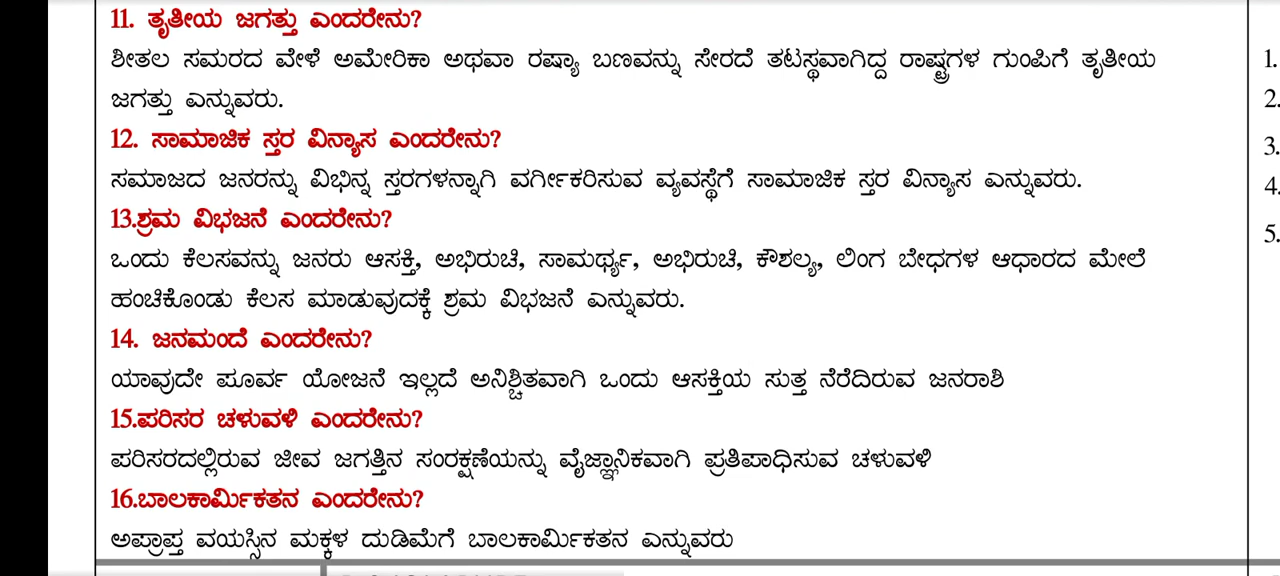 11. ತೃತೀಯ ಜಗತ್ತು ಎಂದರೇನು?
ಶೀತಲ ಸಮರದ ವೇಳೆ ಅಮೇರಿಕಾ ಅಥವಾ ರಷ್ಯಾ ಬಣವನ್ನು ಸೇರದೆ ತಟಸ್ಥವಾಗಿದ್ದ ರಾಷ್ಟ್ರಗಳ ಗುಂಪಿಗೆ ತೃತೀಯ
ಜಗತ್ತು ಎನ್ನುವರು.
12. ಸಾಮಾಜಿಕ ಸ್ತರ ವಿನ್ಯಾಸ ಎಂದರೇನು?
ಸಮಾಜದ ಜನರನ್ನು ವಿಭಿನ್ನ ಸ್ತರಗಳನ್ನಾಗಿ ವರ್ಗೀಕರಿಸುವ ವ್ಯವಸ್ಥೆಗೆ ಸಾಮಾಜಿಕ ಸ್ತರ ವಿನ್ಯಾಸ ಎನ್ನುವರು.
13.ಶ್ರಮ ವಿಭಜನೆ ಎಂದರೇನು?
ಒಂದು ಕೆಲಸವನ್ನು ಜನರು ಆಸಕ್ತಿ, ಅಭಿರುಚಿ, ಸಾಮರ್ಥ್ಯ, ಅಭಿರುಚಿ, ಕೌಶಲ್ಯ, ಲಿಂಗ ಬೇಧಗಳ ಆಧಾರದ ಮೇಲೆ
ಹಂಚಿಕೊಂಡು ಕೆಲಸ ಮಾಡುವುದಕ್ಕೆ ಶ್ರಮ ವಿಭಜನೆ ಎನ್ನುವರು.
14. ಜನಮಂದೆ ಎಂದರೇನು?
ಯಾವುದೇ ಪೂರ್ವ ಯೋಜನೆ ಇಲ್ಲದೆ ಅನಿಶ್ಚಿತವಾಗಿ ಒಂದು ಆಸಕ್ತಿಯ ಸುತ್ತ ನೆರೆದಿರುವ ಜನರಾಶಿ
15.ಪರಿಸರ ಚಳುವಳಿ ಎಂದರೇನು?
ಪರಿಸರದಲ್ಲಿರುವ ಜೀವ ಜಗತ್ತಿನ ಸಂರಕ್ಷಣೆಯನ್ನು ವೈಜ್ಞಾನಿಕವಾಗಿ ಪ್ರತಿಪಾಧಿಸುವ ಚಳುವಳಿ
16.ಬಾಲಕಾರ್ಮಿಕತನ ಎಂದರೇನು?
ಅಪ್ರಾಪ್ತ ವಯಸ್ಸಿನ ಮಕ್ಕಳ ದುಡಿಮೆಗೆ ಬಾಲಕಾರ್ಮಿಕತನ ಎನ್ನುವರು
1.
2.
3.
4.
5.